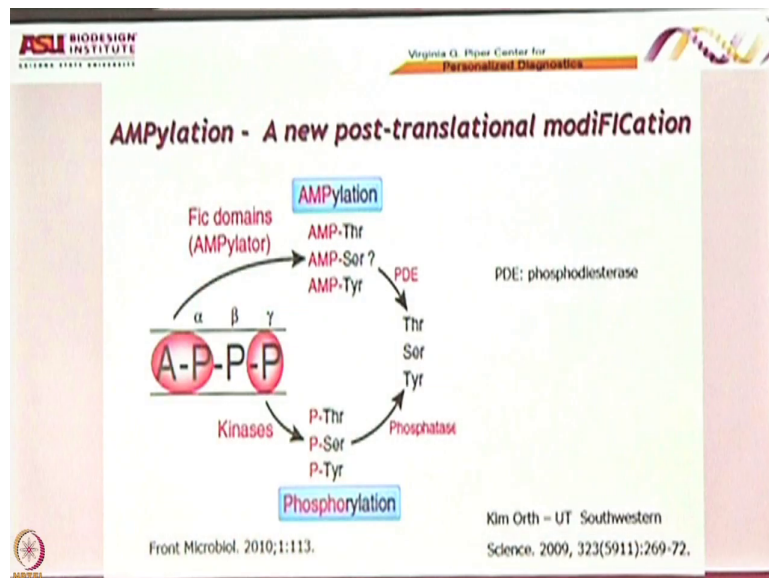 ASU BIODESIGN
INSTITUTE
ARIZONA STATE UNIVERSITY
Virginia G. Piper Center for
Personalized Diagnostics
AMPylation - A new post-translational modiFICation
AMPylation
Fic domains
(AMPylator)
AMP-Thr
AMP-Ser ?
AMP-Tyr
PDE
PDE: phosphodiesterase
α β γ
A-P-P-P
Thr
Ser
Tyr
Kinases
P-Thr
P-Ser
P-Tyr
Phosphatase
Phosphorylation
Kim Orth – UT Southwestern
Front Microbiol. 2010;1:113.
Science. 2009, 323(5911):269-72.
NPTEL